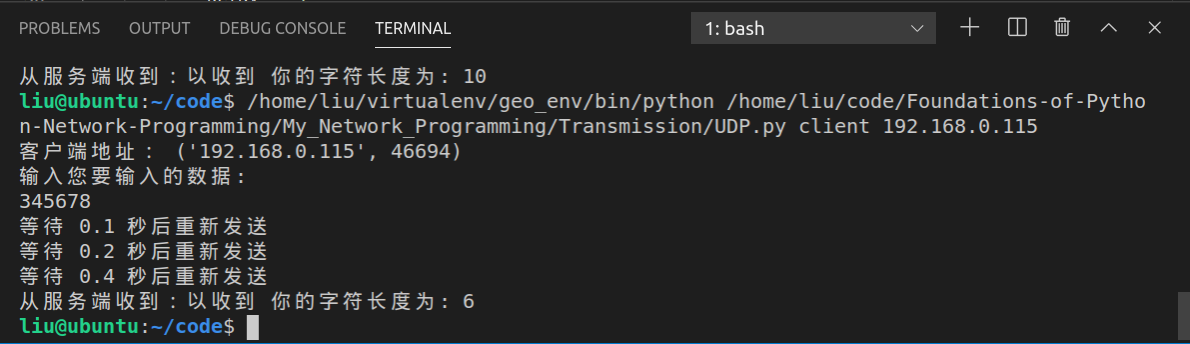 PROBLEMS OUTPUT DEBUG CONSOLE TERMINAL 1: bash
从服务端收到：以收到 你的字符长度为: 10
liu@ubuntu:~/code$ /home/liu/virtualenv/geo_env/bin/python /home/liu/code/Foundations-of-Pytho
n-Network-Programming/My_Network_Programming/Transmission/UDP.py client 192.168.0.115
客户端地址： ('192.168.0.115', 46694)
输入您要输入的数据:
345678
等待 0.1 秒后重新发送
等待 0.2 秒后重新发送
等待 0.4 秒后重新发送
从服务端收到：以收到 你的字符长度为: 6
liu@ubuntu:~/code$